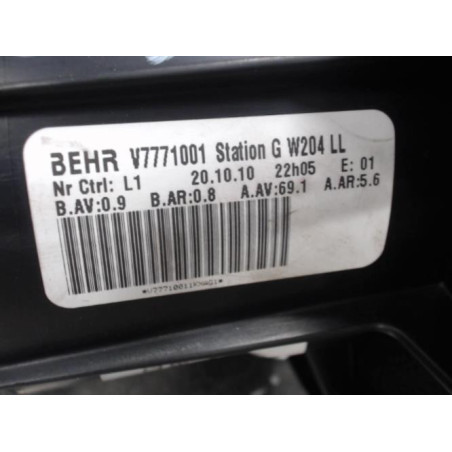 BEHR V7771001 Station G W204 LL
Nr Ctrl: L1 20.10.10 22h05 E: 01
B.AV:0.9 B.AR:0.8 A.AV:69.1 A.AR:5.6